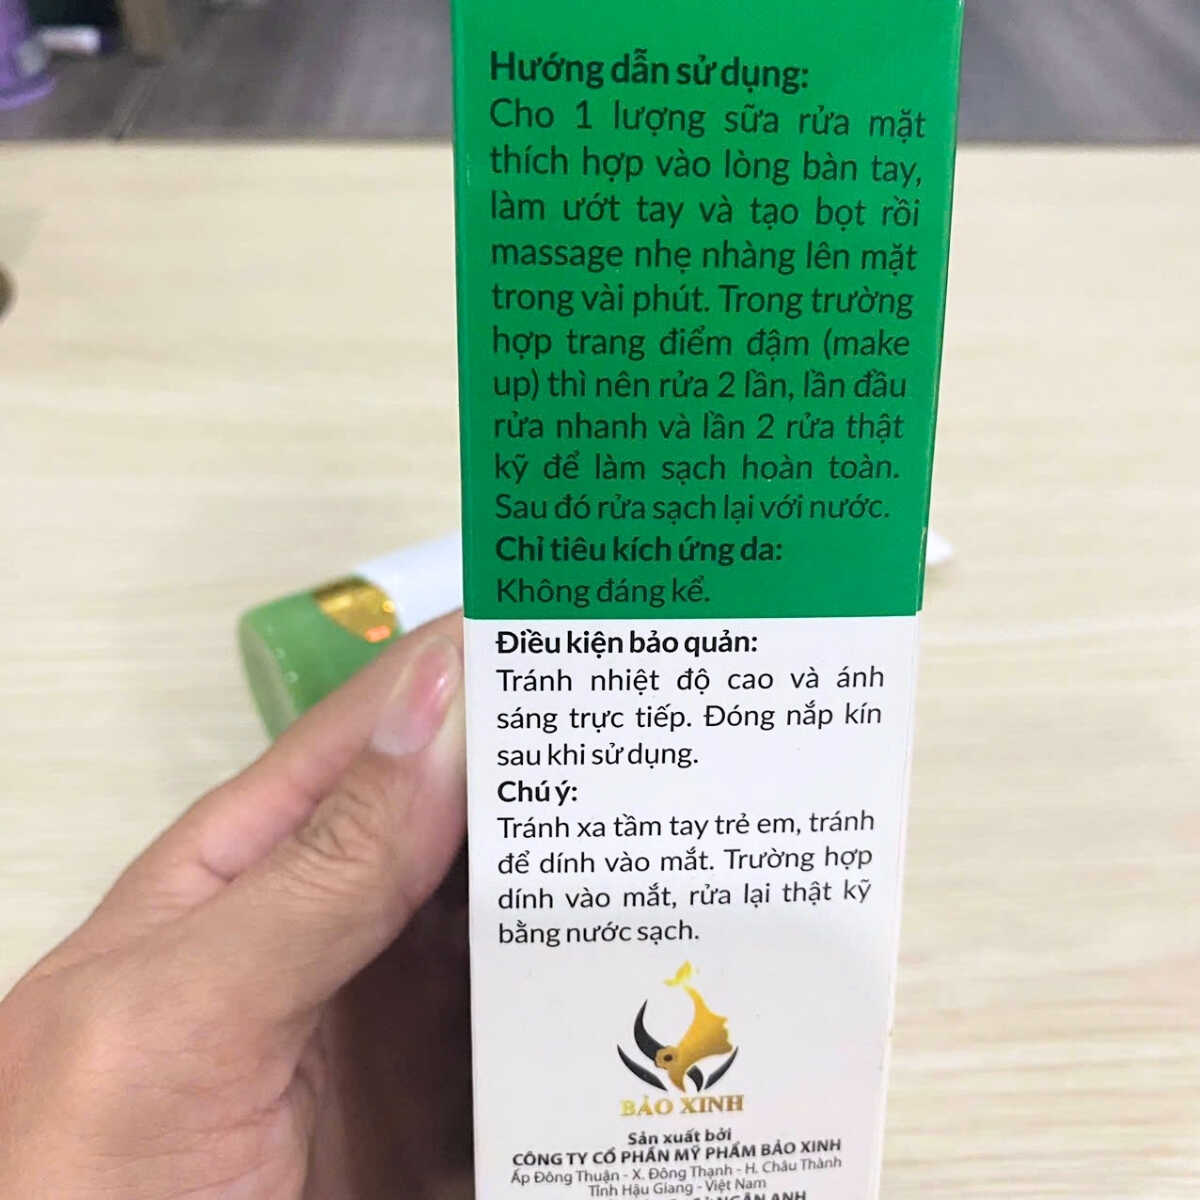 Hướng dẫn sử dụng:
Cho 1 lượng sữa rửa mặt
thích hợp vào lòng bàn tay,
làm ướt tay và tạo bọt rồi
massage nhẹ nhàng lên mặt
trong vài phút. Trong trường
hợp trang điểm đậm (make
up) thì nên rửa 2 lần, lần đầu
rửa nhanh và lần 2 rửa thật
kỹ để làm sạch hoàn toàn.
Sau đó rửa sạch lại với nước.
Chỉ tiêu kích ứng da:
Không đáng kể.
Điều kiện bảo quản:
Tránh nhiệt độ cao và ánh
sáng trực tiếp. Đóng nắp kín
sau khi sử dụng.
Chú ý:
Tránh xa tầm tay trẻ em, tránh
để dính vào mắt. Trường hợp
dính vào mắt, rửa lại thật kỹ
bằng nước sạch.
BẢO XINH
Sản xuất bởi
CÔNG TY CỔ PHẦN MỸ PHẨM BẢO XINH
Ấp Đông Thuận - X. Đông Thạnh - H. Châu Thành
Tỉnh Hậu Giang - Việt Nam
NGÂN ANH